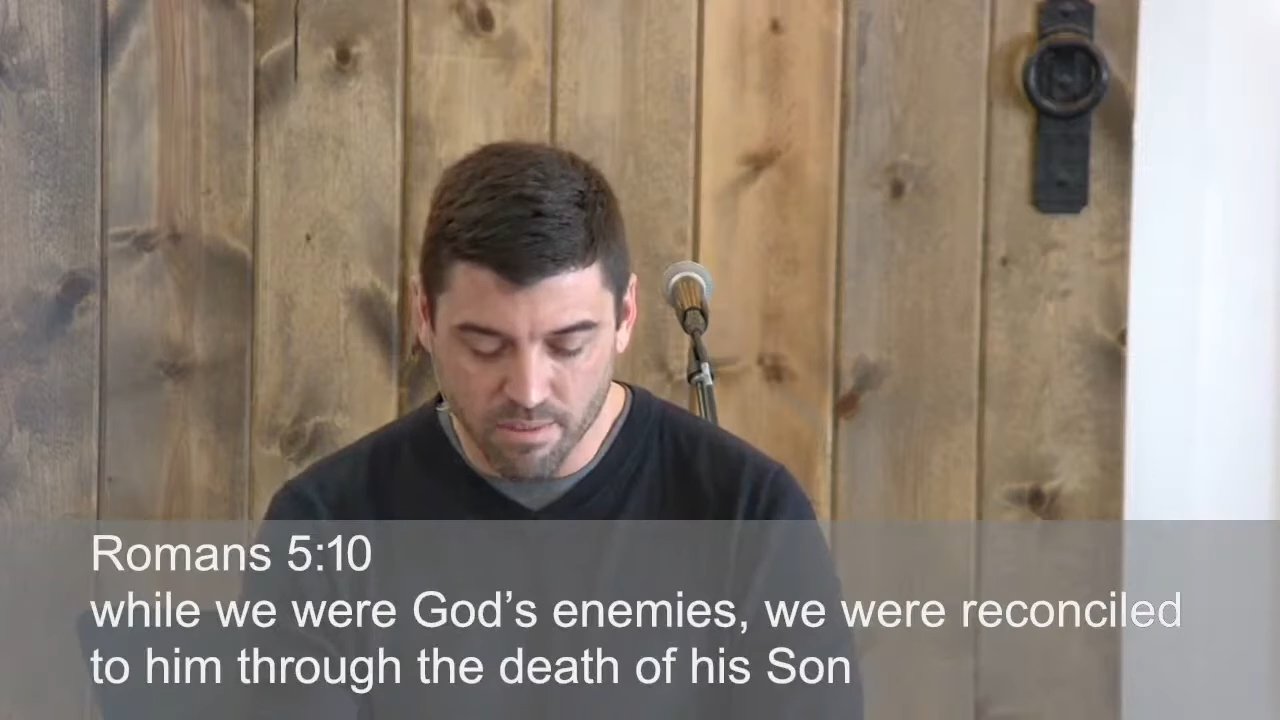 Romans 5:10
while we were God’s enemies, we were reconciled
to him through the death of his Son